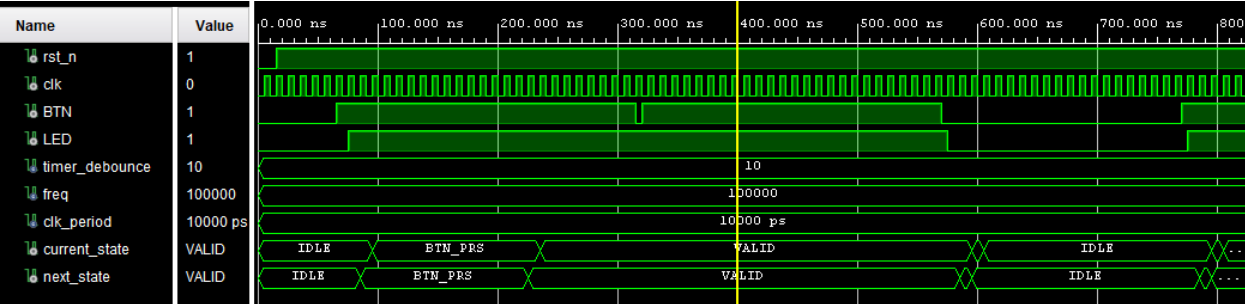 Name Value 0.000 ns 100.000 ns 200.000 ns 300.000 ns 400.000 ns 500.000 ns 600.000 ns 700.000 ns 800
rst_n 1
clk 0
BTN 1
LED 1
timer_debounce 10 10
freq 100000 100000
clk_period 10000 ps 10000 ps
current_state VALID IDLE BTN_PRS VALID IDLE ...
next_state VALID IDLE BTN_PRS VALID IDLE ...